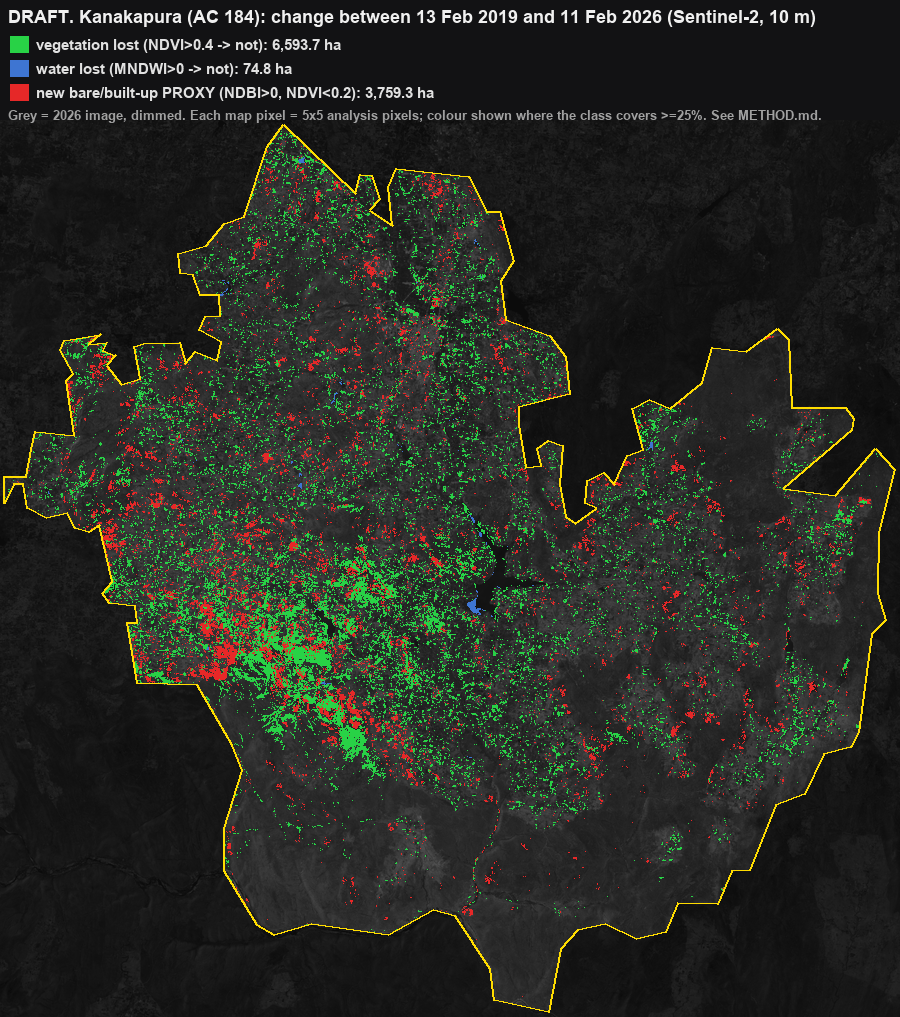 DRAFT. Kanakapura (AC 184): change between 13 Feb 2019 and 11 Feb 2026 (Sentinel-2, 10 m)
vegetation lost (NDVI>0.4 -> not): 6,593.7 ha
water lost (MNDWI>0 -> not): 74.8 ha
new bare/built-up PROXY (NDBI>0, NDVI<0.2): 3,759.3 ha
Grey = 2026 image, dimmed. Each map pixel = 5x5 analysis pixels; colour shown where the class covers >=25%. See METHOD.md.